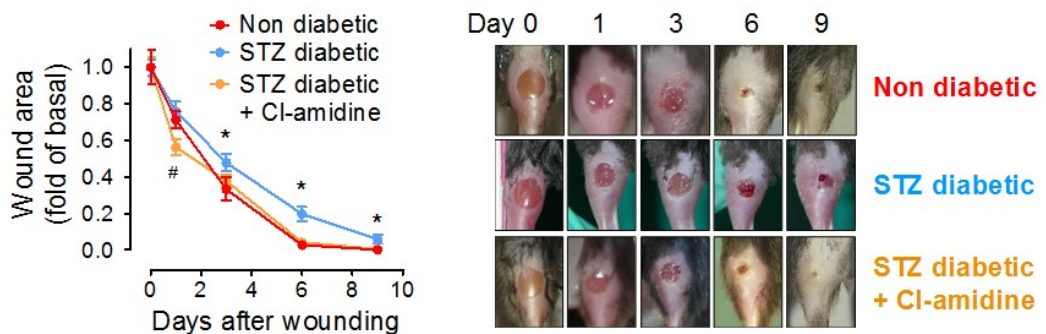 Non diabetic
STZ diabetic
STZ diabetic
+ Cl-amidine
Wound area
(fold of basal)
1.0
0.8
0.6
0.4
0.2
0.0
*
*
*
#
0 2 4 6 8 10
Days after wounding
Day 0 1 3 6 9
Non diabetic
STZ diabetic
STZ diabetic
+ Cl-amidine